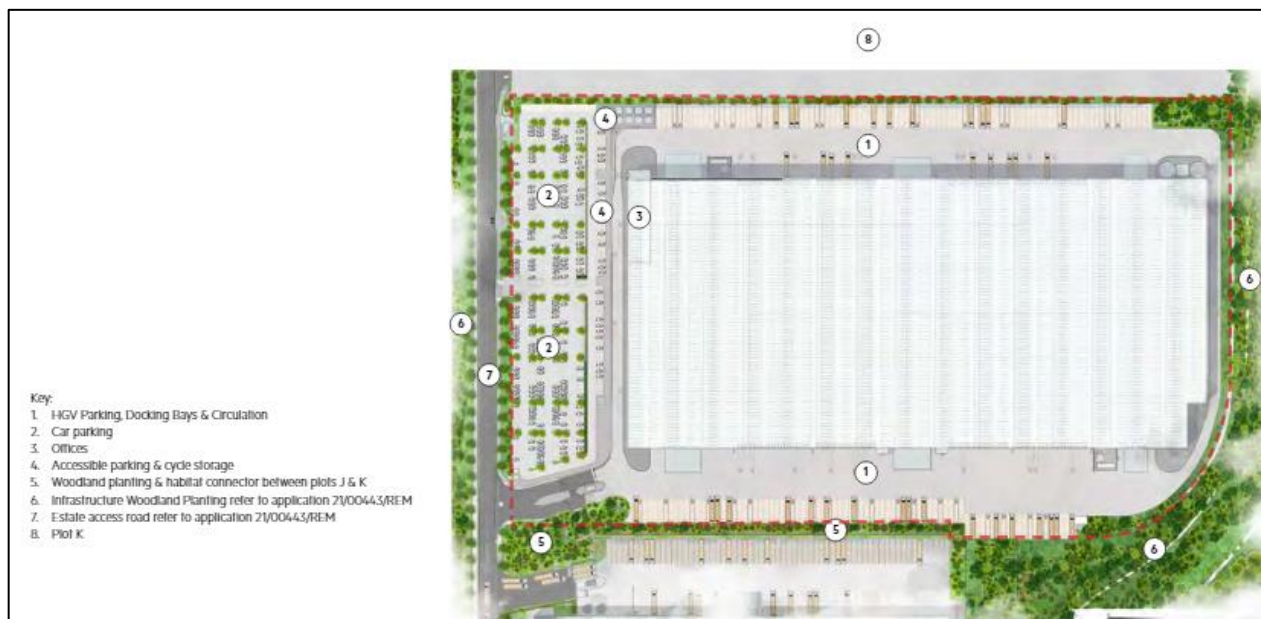 8
4
1
2
4
3
6
6
2
7
Key:
1. HGV Parking, Docking Bays & Circulation
2. Car parking
3. Offices
4. Accessible parking & cycle storage
5. Woodland planting & habitat connector between plots J & K
6. Infrastructure Woodland Planting refer to application 21/00443/REM
7. Estate access road refer to application 21/00443/REM
8. Plot K
1
5
5
6